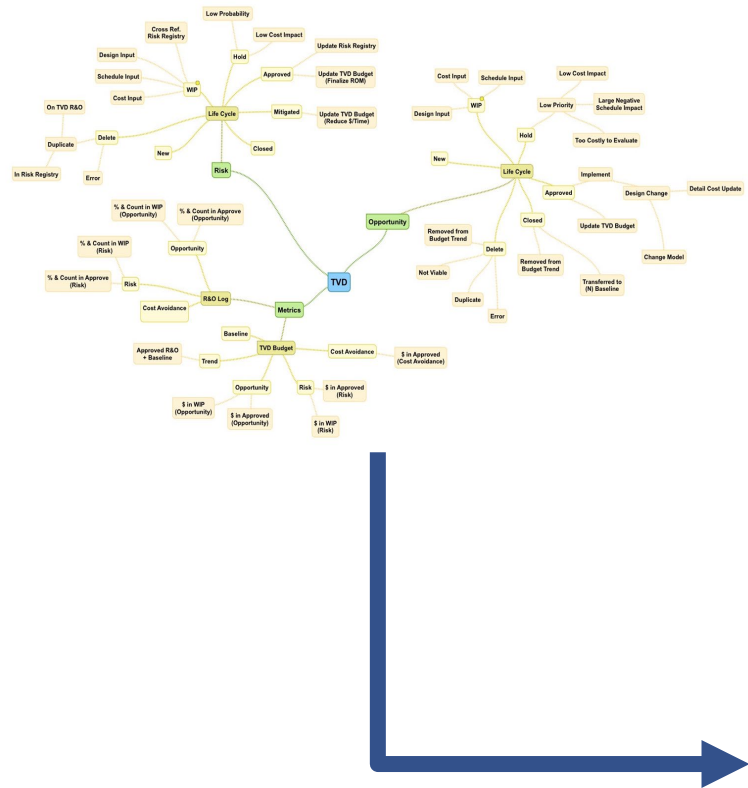 Low Probability
Cross Ref.
Risk Registry
Low Cost Impact
Design Input
Hold
Update Risk Registry
Schedule Input
Approved
Update TVD Budget
(Finalize ROM)
WIP
Cost Input
On TVD R&O
Life Cycle
Mitigated
Update TVD Budget
(Reduce $/Time)
Delete
Duplicate
New
Closed
In Risk Registry
Error
Risk
Low Cost Impact
Cost Input
Schedule Input
Low Priority
Large Negative
Schedule Impact
WIP
Design Input
Hold
Too Costly to Evaluate
New
Life Cycle
Implement
Approved
Design Change
Detail Cost Update
Opportunity
Closed
Update TVD Budget
Removed from
Budget Trend
Delete
Removed from
Budget Trend
Change Model
Not Viable
Transferred to
(N) Baseline
Duplicate
Error
TVD
% & Count in WIP
(Opportunity)
% & Count in Approve
(Opportunity)
% & Count in WIP
(Risk)
Opportunity
% & Count in Approve
(Risk)
Risk
R&O Log
Cost Avoidance
Metrics
Baseline
TVD Budget
Approved R&O
+ Baseline
Trend
Cost Avoidance
$ in Approved
(Cost Avoidance)
Opportunity
Risk
$ in Approved
(Risk)
$ in WIP
(Opportunity)
$ in Approved
(Opportunity)
$ in WIP
(Risk)